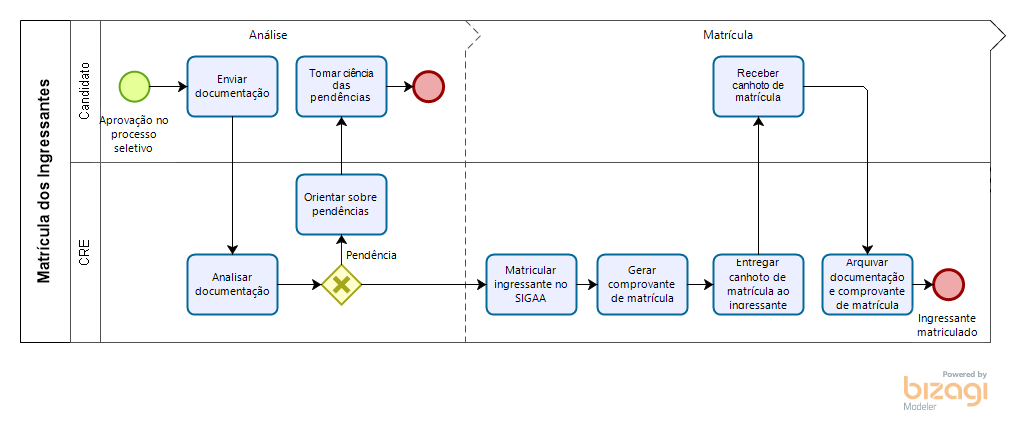 Matrícula dos Ingressantes
Análise
Matrícula
Candidato
Aprovação no
processo
seletivo
Enviar
documentação
Tomar ciência
das
pendências
Receber
canhoto de
matrícula
CRE
Orientar sobre
pendências
Analisar
documentação
Pendência
Matricular
ingressante no
SIGAA
Gerar
comprovante
de matrícula
Entregar
canhoto de
matrícula ao
ingressante
Arquivar
documentação
e comprovante
de matrícula
Ingressante
matriculado
Powered by
bizagi
Modeler